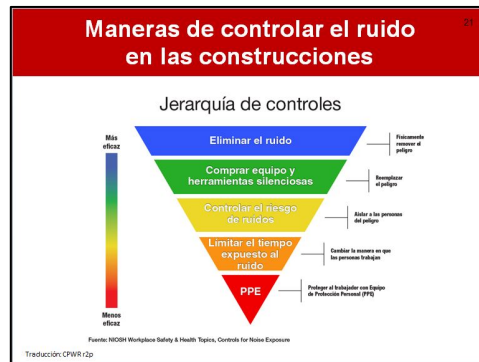 21
Maneras de controlar el ruido
en las construcciones
Jerarquía de controles
Más
eficaz
Eliminar el ruido
Físicamente
remover el
peligro
Comprar equipo y
herramientas silenciosas
Reemplazar
el peligro
Controlar el riesgo
de ruidos
Aislar a las personas
del peligro
Limitar el tiempo
expuesto al
ruido
Cambiar la manera en que
las personas trabajan
PPE
Proteger al trabajador con Equipo
de Protección Personal (PPE)
Menos
eficaz
Fuente: NIOSH Workplace Safety & Health Topics, Controls for Noise Exposure
Traducción: CPWR r2p